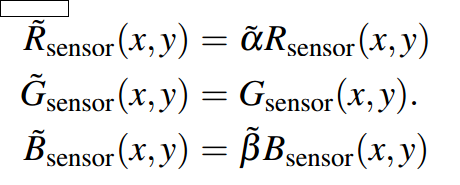 R̃sensor(x,y) = α̃Rsensor(x,y)
G̃sensor(x,y) = Gsensor(x,y).
B̃sensor(x,y) = β̃Bsensor(x,y)